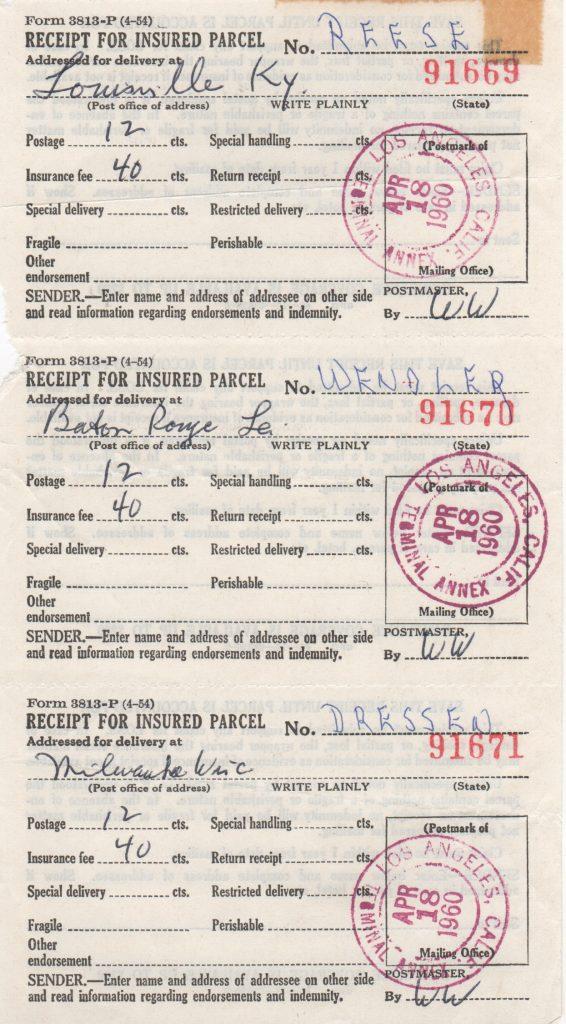 Form 3813-P (4-54)
RECEIPT FOR INSURED PARCEL No. REESE
Addressed for delivery at 91669
Louisville Ky.
(Post office of address) WRITE PLAINLY (State)
Postage 12 cts. Special handling cts. (Postmark of
Insurance fee 40 cts. Return receipt cts.
Special delivery cts. Restricted delivery cts.
LOS ANGELES, CALIF.
APR
18
1960
TERMINAL ANNEX
Fragile Perishable
Other
endorsement Mailing Office)
SENDER.—Enter name and address of addressee on other side POSTMASTER,
and read information regarding endorsements and indemnity. By WW
Form 3813-P (4-54)
RECEIPT FOR INSURED PARCEL No. WENDLER
Addressed for delivery at 91670
Baton Rouge La.
(Post office of address) WRITE PLAINLY (State)
Postage 12 cts. Special handling cts. (Postmark of
Insurance fee 40 cts. Return receipt cts.
Special delivery cts. Restricted delivery cts.
LOS ANGELES, CALIF.
APR
18
1960
TERMINAL ANNEX
Fragile Perishable
Other
endorsement Mailing Office)
SENDER.—Enter name and address of addressee on other side POSTMASTER,
and read information regarding endorsements and indemnity. By WW
Form 3813-P (4-54)
RECEIPT FOR INSURED PARCEL No. DRESSEN
Addressed for delivery at 91671
Milwaukee Wisc
(Post office of address) WRITE PLAINLY (State)
Postage 12 cts. Special handling cts. (Postmark of
Insurance fee 40 cts. Return receipt cts.
Special delivery cts. Restricted delivery cts.
LOS ANGELES, CALIF.
APR
18
1960
TERMINAL ANNEX
Fragile Perishable
Other
endorsement Mailing Office)
SENDER.—Enter name and address of addressee on other side POSTMASTER,
and read information regarding endorsements and indemnity. By WW